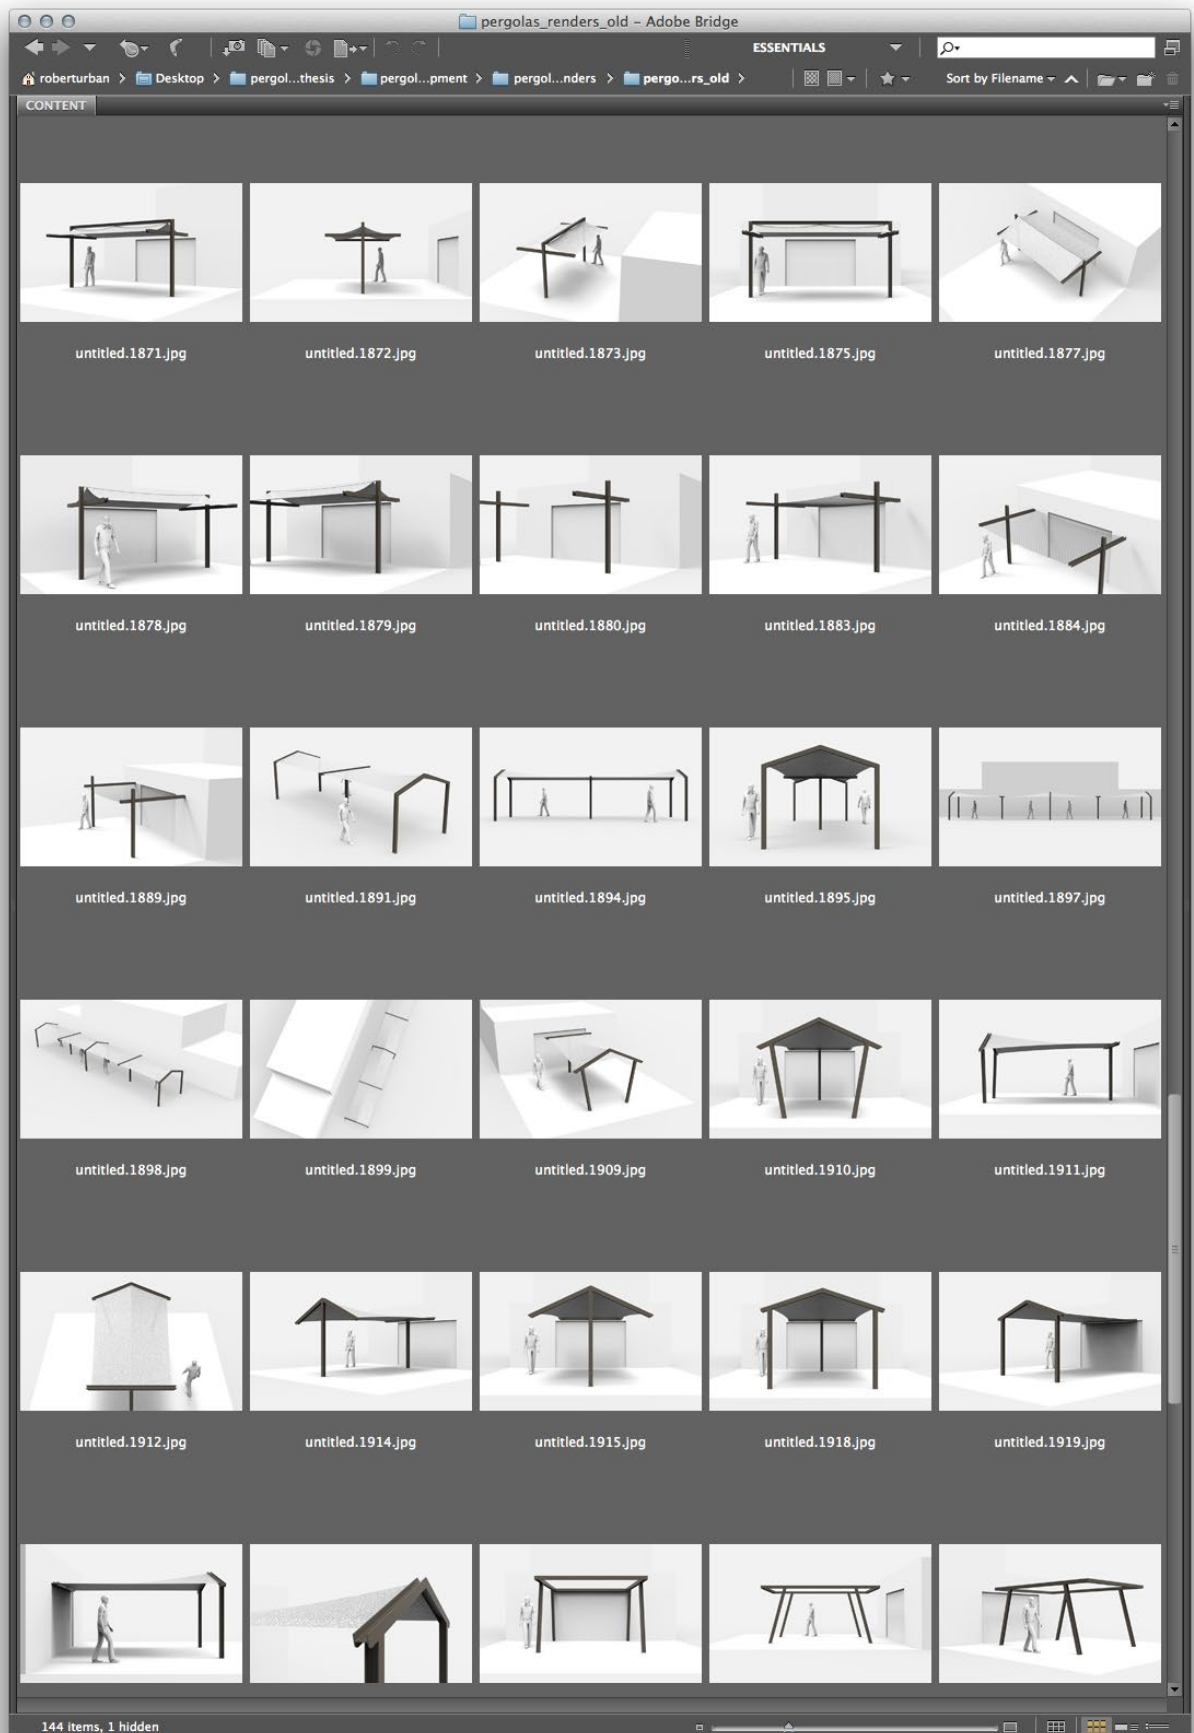 pergolas_renders_old – Adobe Bridge
ESSENTIALS
roberturban > Desktop > pergol...thesis > pergol...pment > pergol...nders > pergo...rs_old > Sort by Filename
CONTENT
untitled.1871.jpg untitled.1872.jpg untitled.1873.jpg untitled.1875.jpg untitled.1877.jpg
untitled.1878.jpg untitled.1879.jpg untitled.1880.jpg untitled.1883.jpg untitled.1884.jpg
untitled.1889.jpg untitled.1891.jpg untitled.1894.jpg untitled.1895.jpg untitled.1897.jpg
untitled.1898.jpg untitled.1899.jpg untitled.1909.jpg untitled.1910.jpg untitled.1911.jpg
untitled.1912.jpg untitled.1914.jpg untitled.1915.jpg untitled.1918.jpg untitled.1919.jpg
144 items, 1 hidden